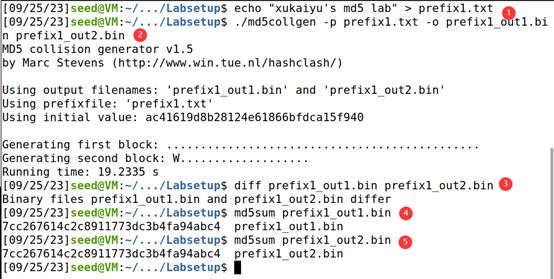 [09/25/23]seed@VM:~/.../Labsetup$ echo "xukaiyu's md5 lab" > prefix1.txt 1
[09/25/23]seed@VM:~/.../Labsetup$ ./md5collgen -p prefix1.txt -o prefix1_out1.bi
n prefix1_out2.bin 2
MD5 collision generator v1.5
by Marc Stevens (http://www.win.tue.nl/hashclash/)
Using output filenames: 'prefix1_out1.bin' and 'prefix1_out2.bin'
Using prefixfile: 'prefix1.txt'
Using initial value: ac41619d8b28124e61866bfdca15f940
Generating first block: ................................................
Generating second block: W..................
Running time: 19.2335 s
[09/25/23]seed@VM:~/.../Labsetup$ diff prefix1_out1.bin prefix1_out2.bin 3
Binary files prefix1_out1.bin and prefix1_out2.bin differ
[09/25/23]seed@VM:~/.../Labsetup$ md5sum prefix1_out1.bin 4
7cc267614c2c8911773dc3b4fa94abc4  prefix1_out1.bin
[09/25/23]seed@VM:~/.../Labsetup$ md5sum prefix1_out2.bin 5
7cc267614c2c8911773dc3b4fa94abc4  prefix1_out2.bin
[09/25/23]seed@VM:~/.../Labsetup$